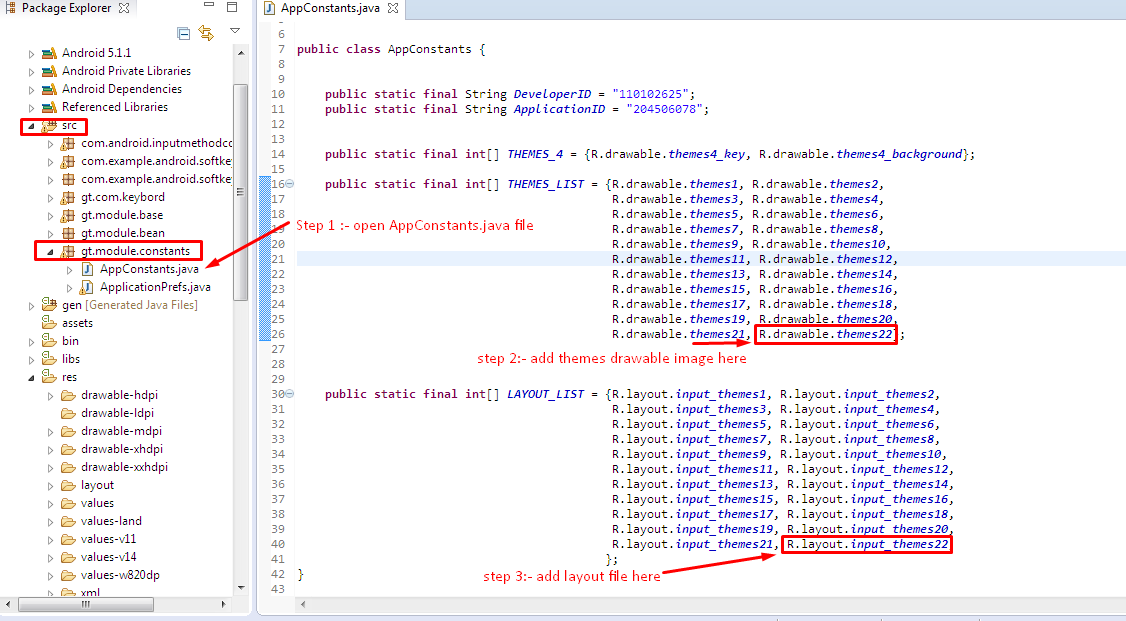 Package Explorer
Android 5.1.1
Android Private Libraries
Android Dependencies
Referenced Libraries
src
com.android.inputmethodco
com.example.android.softke
com.example.android.softke
gt.com.keybord
gt.module.base
gt.module.bean
gt.module.constants
AppConstants.java
ApplicationPrefs.java
gen [Generated Java Files]
assets
bin
libs
res
drawable-hdpi
drawable-ldpi
drawable-mdpi
drawable-xhdpi
drawable-xxhdpi
layout
values
values-land
values-v11
values-v14
values-w820dp
xml
AppConstants.java
6
7 public class AppConstants {
8
9
10 public static final String DeveloperID = "110102625";
11 public static final String ApplicationID = "204506078";
12
13
14 public static final int[] THEMES_4 = {R.drawable.themes4_key, R.drawable.themes4_background};
15
16 public static final int[] THEMES_LIST = {R.drawable.themes1, R.drawable.themes2,
17 R.drawable.themes3, R.drawable.themes4,
18 R.drawable.themes5, R.drawable.themes6,
Step 1 :- open AppConstants.java file
R.drawable.themes7, R.drawable.themes8,
20 R.drawable.themes9, R.drawable.themes10,
21 R.drawable.themes11, R.drawable.themes12,
22 R.drawable.themes13, R.drawable.themes14,
23 R.drawable.themes15, R.drawable.themes16,
24 R.drawable.themes17, R.drawable.themes18,
25 R.drawable.themes19, R.drawable.themes20,
26 R.drawable.themes21, R.drawable.themes22};
27
step 2:- add themes drawable image here
28
29
30 public static final int[] LAYOUT_LIST = {R.layout.input_themes1, R.layout.input_themes2,
31 R.layout.input_themes3, R.layout.input_themes4,
32 R.layout.input_themes5, R.layout.input_themes6,
33 R.layout.input_themes7, R.layout.input_themes8,
34 R.layout.input_themes9, R.layout.input_themes10,
35 R.layout.input_themes11, R.layout.input_themes12,
36 R.layout.input_themes13, R.layout.input_themes14,
37 R.layout.input_themes15, R.layout.input_themes16,
38 R.layout.input_themes17, R.layout.input_themes18,
39 R.layout.input_themes19, R.layout.input_themes20,
40 R.layout.input_themes21, R.layout.input_themes22
41 };
42 }
step 3:- add layout file here
43